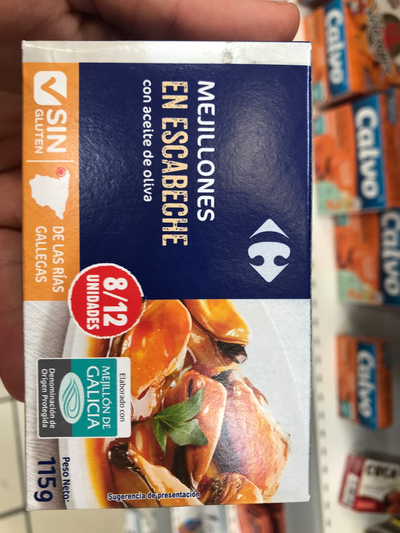 MEJILLONES
EN ESCABECHE
con aceite de oliva
SIN
GLUTEN
DE LAS RÍAS
GALLEGAS
8/12
UNIDADES
Elaborado con
MEJILLÓN DE
GALICIA
Denominación de
Origen Protegida
Peso Neto:
115g
Sugerencia de presentación
Calvo
Calvo
Calvo
Calvo
CUCA